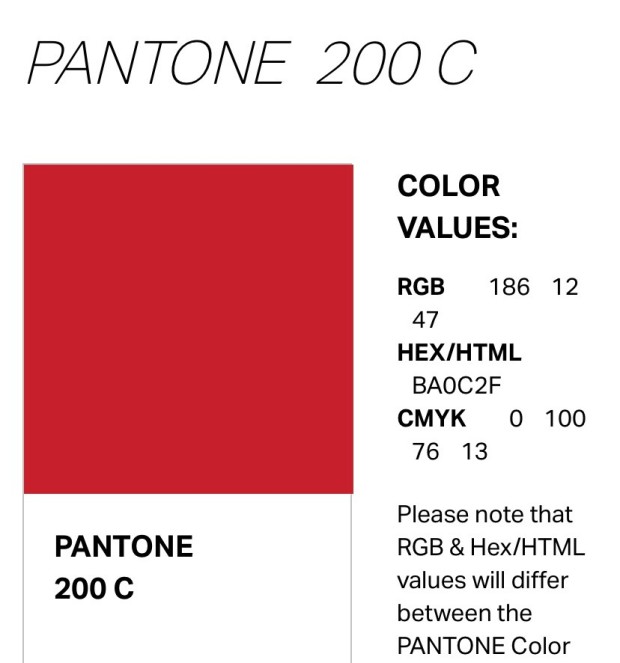 PANTONE 200 C
COLOR
VALUES:
RGB 186 12
47
HEX/HTML
BA0C2F
CMYK 0 100
76 13
Please note that
RGB & Hex/HTML
values will differ
between the
PANTONE Color
PANTONE
200 C